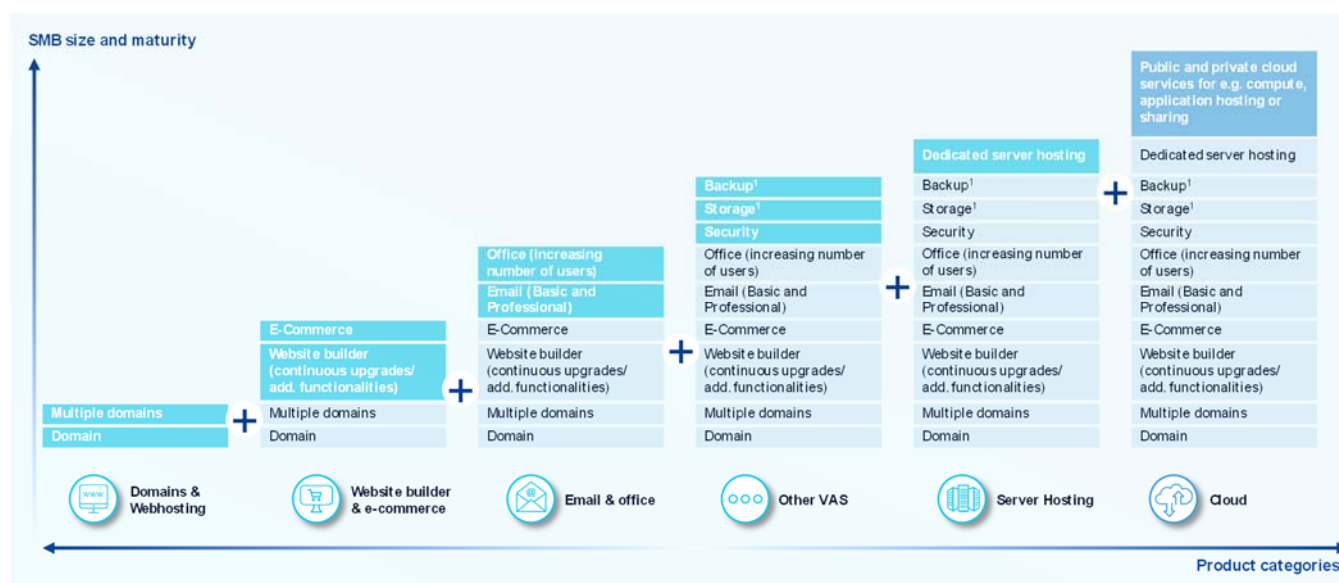 SMB size and maturity
Multiple domains
Domain
Domains &
Webhosting
+
E-Commerce
Website builder
(continuous upgrades/
add. functionalities)
Multiple domains
Domain
Website builder
& e-commerce
+
Office (increasing
number of users)
Email (Basic and
Professional)
E-Commerce
Website builder
(continuous upgrades/
add. functionalities)
Multiple domains
Domain
Email & office
+
Backup¹
Storage¹
Security
Office (increasing number
of users)
Email (Basic and
Professional)
E-Commerce
Website builder
(continuous upgrades/
add. functionalities)
Multiple domains
Domain
Other VAS
+
Dedicated server hosting
Backup¹
Storage¹
Security
Office (increasing number
of users)
Email (Basic and
Professional)
E-Commerce
Website builder
(continuous upgrades/
add. functionalities)
Multiple domains
Domain
Server Hosting
+
Public and private cloud
services for e.g. compute,
application hosting or
sharing
Dedicated server hosting
Backup¹
Storage¹
Security
Office (increasing number
of users)
Email (Basic and
Professional)
E-Commerce
Website builder
(continuous upgrades/
add. functionalities)
Multiple domains
Domain
Cloud
www
@
Product categories